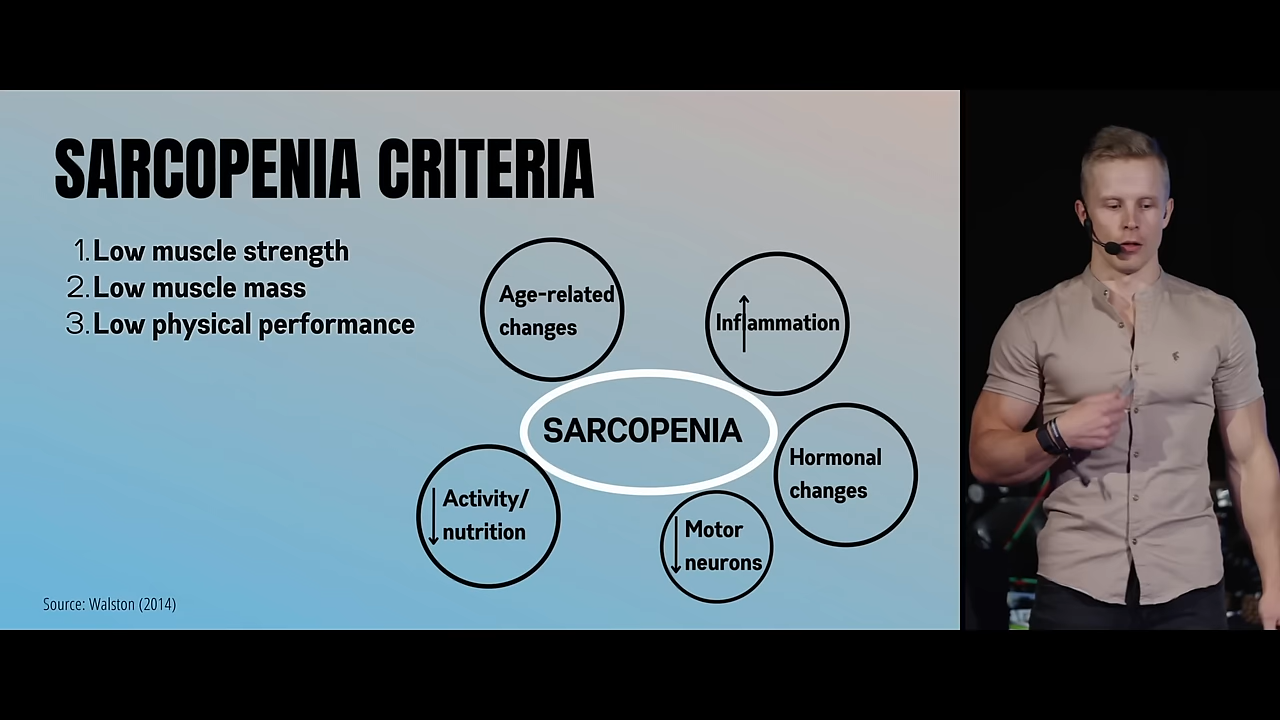 SARCOPENIA CRITERIA
1. Low muscle strength
2. Low muscle mass
3. Low physical performance
Age-related
changes
Inflammation
SARCOPENIA
Hormonal
changes
Activity/
nutrition
Motor
neurons
Source: Walston (2014)